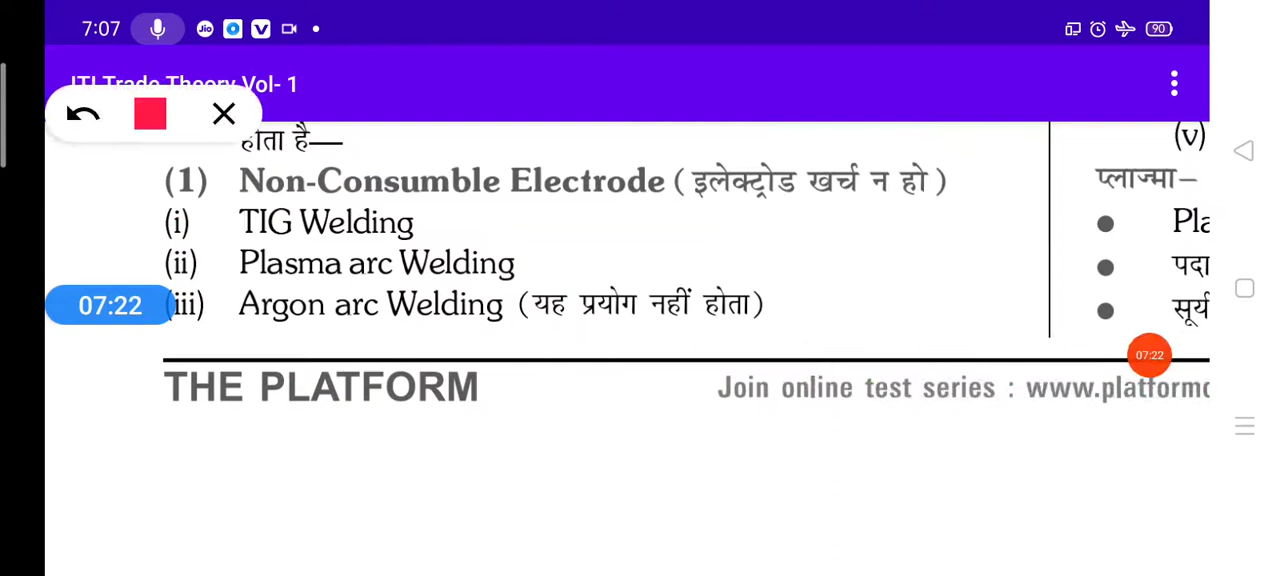 7:07
Jio
90
ITI Trade Theory Vol- 1
होता है—
(1) Non-Consumble Electrode (इलेक्ट्रोड खर्च न हो)
(i) TIG Welding
(ii) Plasma arc Welding
(iii) Argon arc Welding (यह प्रयोग नहीं होता)
07:22
(v)
प्लाज्मा–
● Pla
● पदा
● सूर्य
07:22
THE PLATFORM
Join online test series : www.platform